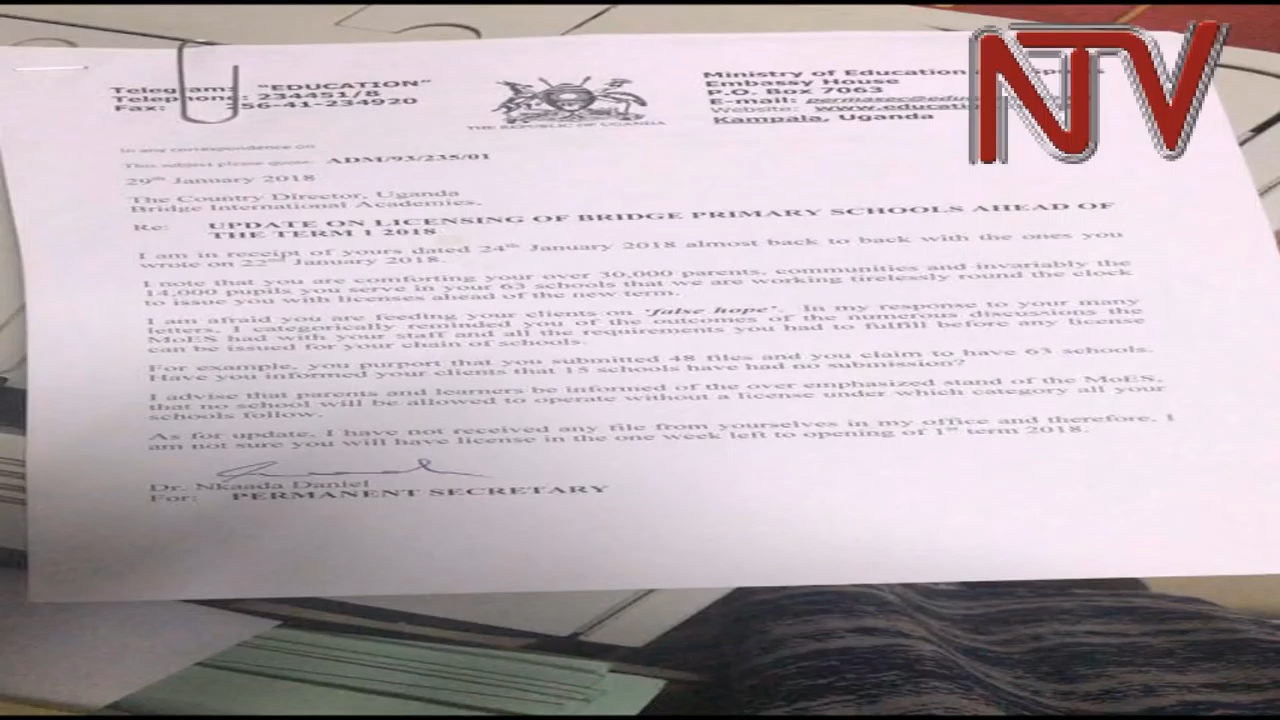 NTV
Telegrams: "EDUCATION"
Telephone: 234451/8
Fax: 256-41-234920
THE REPUBLIC OF UGANDA
Ministry of Education
Embassy House
P.O. Box 7063
E-mail: permasec@educ
Website: www.educati
Kampala, Uganda
In any correspondence on
This subject please quote: ADM/93/235/01
29th January 2018
The Country Director, Uganda
Bridge International Academies.
Re: UPDATE ON LICENSING OF BRIDGE PRIMARY SCHOOLS AHEAD OF
THE TERM I 2018
I am in receipt of yours dated 24th January 2018 almost back to back with the ones you
wrote on 22nd January 2018.
I note that you are comforting your over 30,000 parents, communities and invariably the
14,000 pupils you serve in your 63 schools that we are working tirelessly round the clock
to issue you with licenses ahead of the new term.
I am afraid you are feeding your clients on 'false hope'. In my response to your many
letters, I categorically reminded you of the outcomes of the numerous discussions the
MoES had with your staff and all the requirements you had to fulfill before any license
can be issued for your chain of schools.
For example, you purport that you submitted 48 files and you claim to have 63 schools.
Have you informed your clients that 15 schools have had no submission?
I advise that parents and learners be informed of the over emphasized stand of the MoES,
that no school will be allowed to operate without a license under which category all your
schools follow.
As for update, I have not received any file from yourselves in my office and therefore, I
am not sure you will have license in the one week left to opening of 1st term 2018.
Dr. Nkaada Daniel
For: PERMANENT SECRETARY